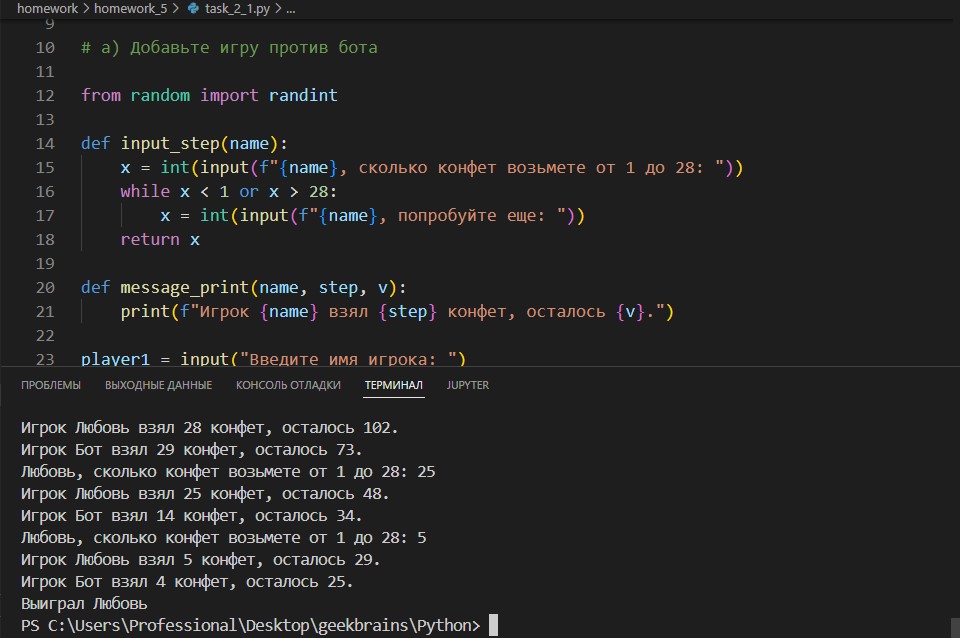 homework > homework_5 > task_2_1.py > ...
9
10 # а) Добавьте игру против бота
11
12 from random import randint
13
14 def input_step(name):
15     x = int(input(f"{name}, сколько конфет возьмете от 1 до 28: "))
16     while x < 1 or x > 28:
17         x = int(input(f"{name}, попробуйте еще: "))
18     return x
19
20 def message_print(name, step, v):
21     print(f"Игрок {name} взял {step} конфет, осталось {v}.")
22
23 player1 = input("Введите имя игрока: ")
ПРОБЛЕМЫ ВЫХОДНЫЕ ДАННЫЕ КОНСОЛЬ ОТЛАДКИ ТЕРМИНАЛ JUPYTER
Игрок Любовь взял 28 конфет, осталось 102.
Игрок Бот взял 29 конфет, осталось 73.
Любовь, сколько конфет возьмете от 1 до 28: 25
Игрок Любовь взял 25 конфет, осталось 48.
Игрок Бот взял 14 конфет, осталось 34.
Любовь, сколько конфет возьмете от 1 до 28: 5
Игрок Любовь взял 5 конфет, осталось 29.
Игрок Бот взял 4 конфет, осталось 25.
Выиграл Любовь
PS C:\Users\Professional\Desktop\geekbrains\Python>